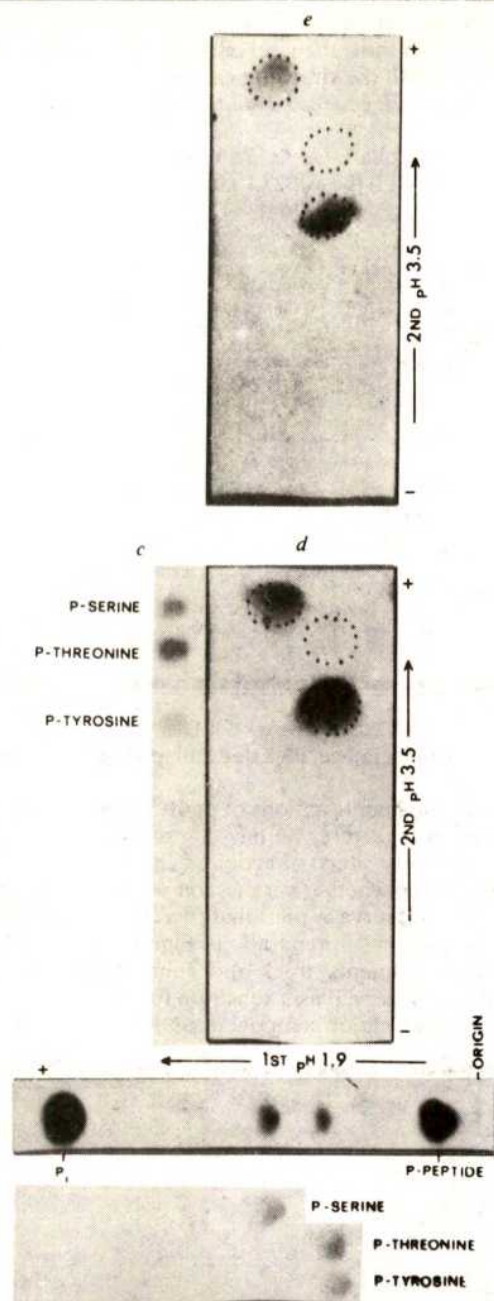 e
+
2ND pH 3.5
-
c
d
P-SERINE
P-THREONINE
P-TYROSINE
+
2ND pH 3.5
-
1ST pH 1.9
-ORIGIN
+
Pi
P-PEPTIDE
P-SERINE
P-THREONINE
P-TYROSINE